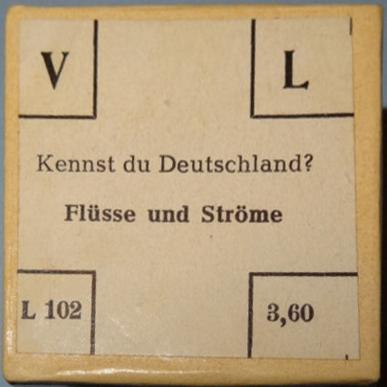 V L
Kennst du Deutschland?
Flüsse und Ströme
L 102 3,60